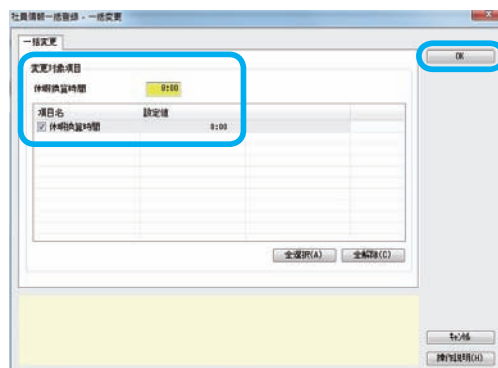 社員情報一括登録 - 一括変更
一括変更
OK
変更対象項目
休暇換算時間 8:00
項目名 設定値
休暇換算時間 8:00
全選択(A) 全解除(C)
ｷｬﾝｾﾙ
操作説明(H)